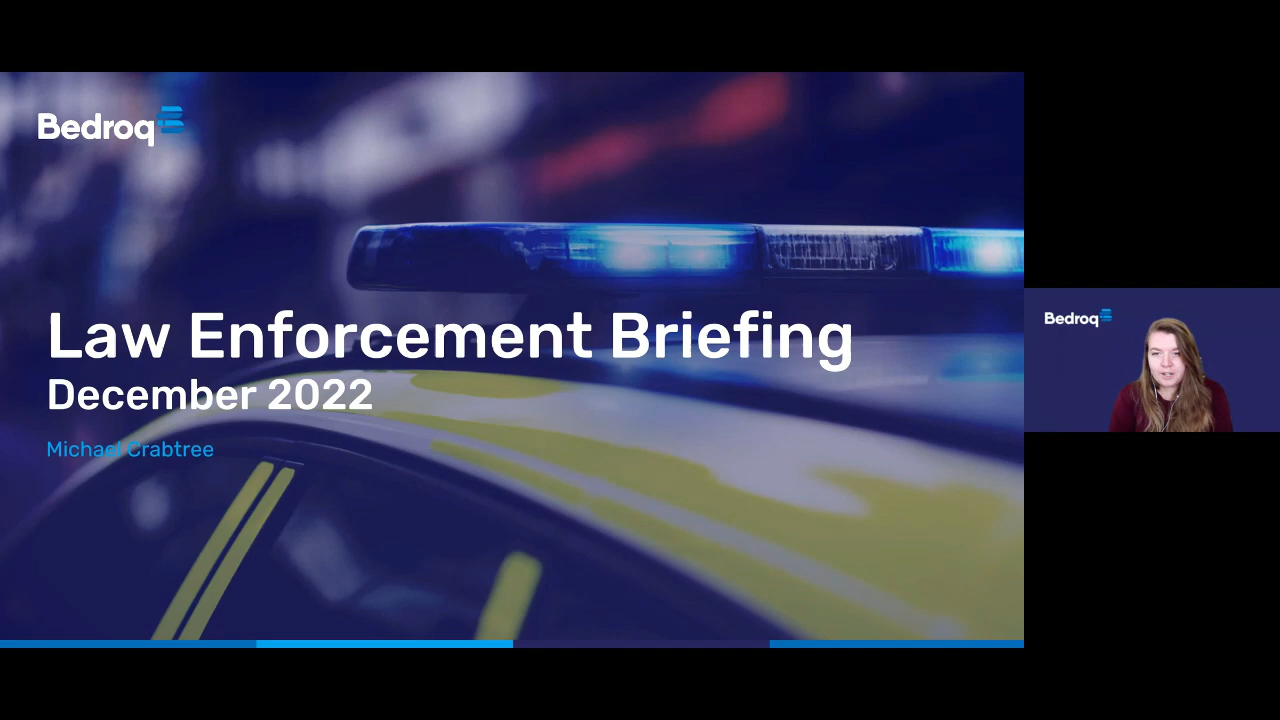 Bedroq
Law Enforcement Briefing
December 2022
Michael Crabtree
Bedroq